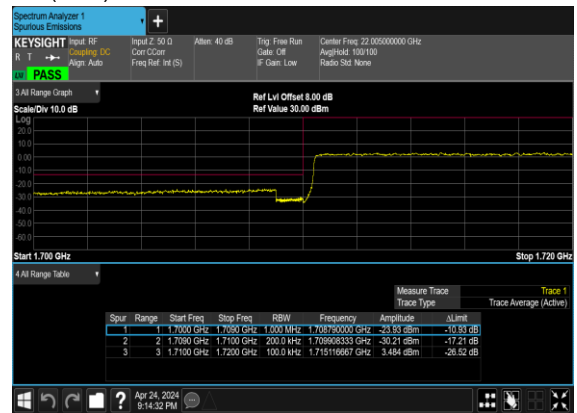 Spectrum Analyzer 1
Spurious Emissions
KEYSIGHT Input: RF Input Z: 50 Ω Atten: 40 dB Trig: Free Run Center Freq: 22.005000000 GHz
R T Coupling: DC Corr CCorr Gate: Off Avg|Hold: 100/100
Align: Auto Freq Ref: Int (S) IF Gain: Low Radio Std: None
PASS
3 All Range Graph
Ref Lvl Offset 8.00 dB
Scale/Div 10.0 dB Ref Value 30.00 dBm
Log
20.0
10.0
0.00
-10.0
-20.0
-30.0
-40.0
-50.0
-60.0
Start 1.700 GHz Stop 1.720 GHz
4 All Range Table
Measure Trace Trace 1
Trace Type Trace Average (Active)
Spur Range Start Freq Stop Freq RBW Frequency Amplitude ΔLimit
1 1 1.7000 GHz 1.7090 GHz 1.000 MHz 1.708790000 GHz -23.93 dBm -10.93 dB
2 2 1.7090 GHz 1.7100 GHz 200.0 kHz 1.709908333 GHz -30.21 dBm -17.21 dB
3 3 1.7100 GHz 1.7200 GHz 100.0 kHz 1.715116667 GHz 3.484 dBm -26.52 dB
Apr 24, 2024
9:14:32 PM